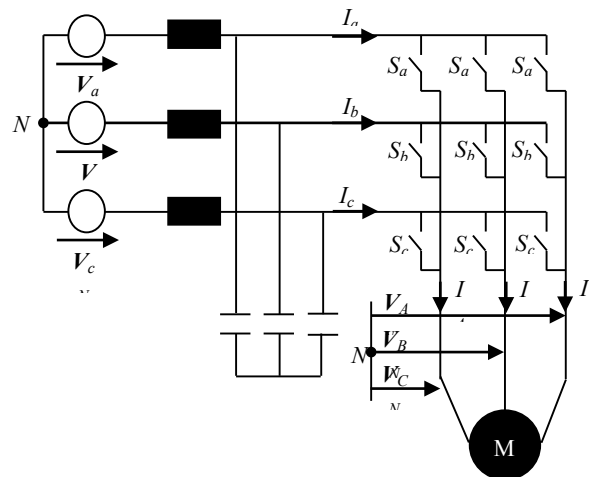 I_a
V_a
S_a S_a S_a
N
I_b
V
S_b S_b S_b
I_c
V_c
N
S_c S_c S_c
I I
V_A
N V_B
N
V_C
N
M